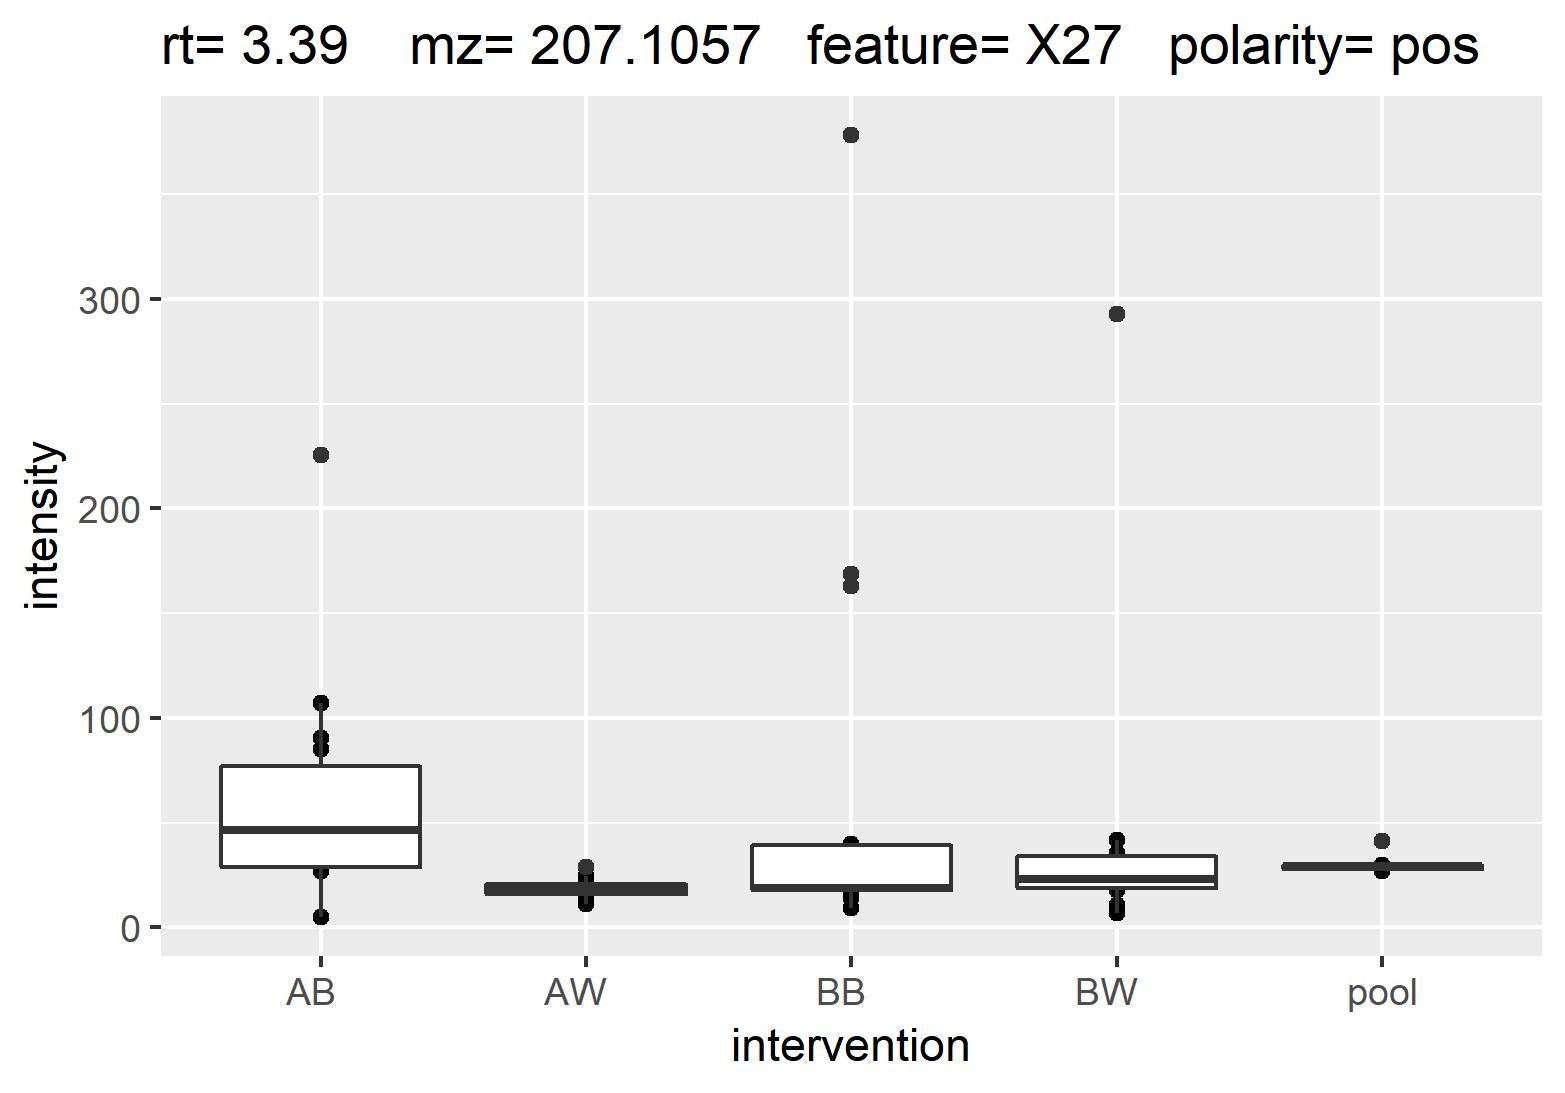 rt= 3.39 mz= 207.1057 feature= X27 polarity= pos
intensity
300
200
100
0
AB AW BB BW pool
intervention